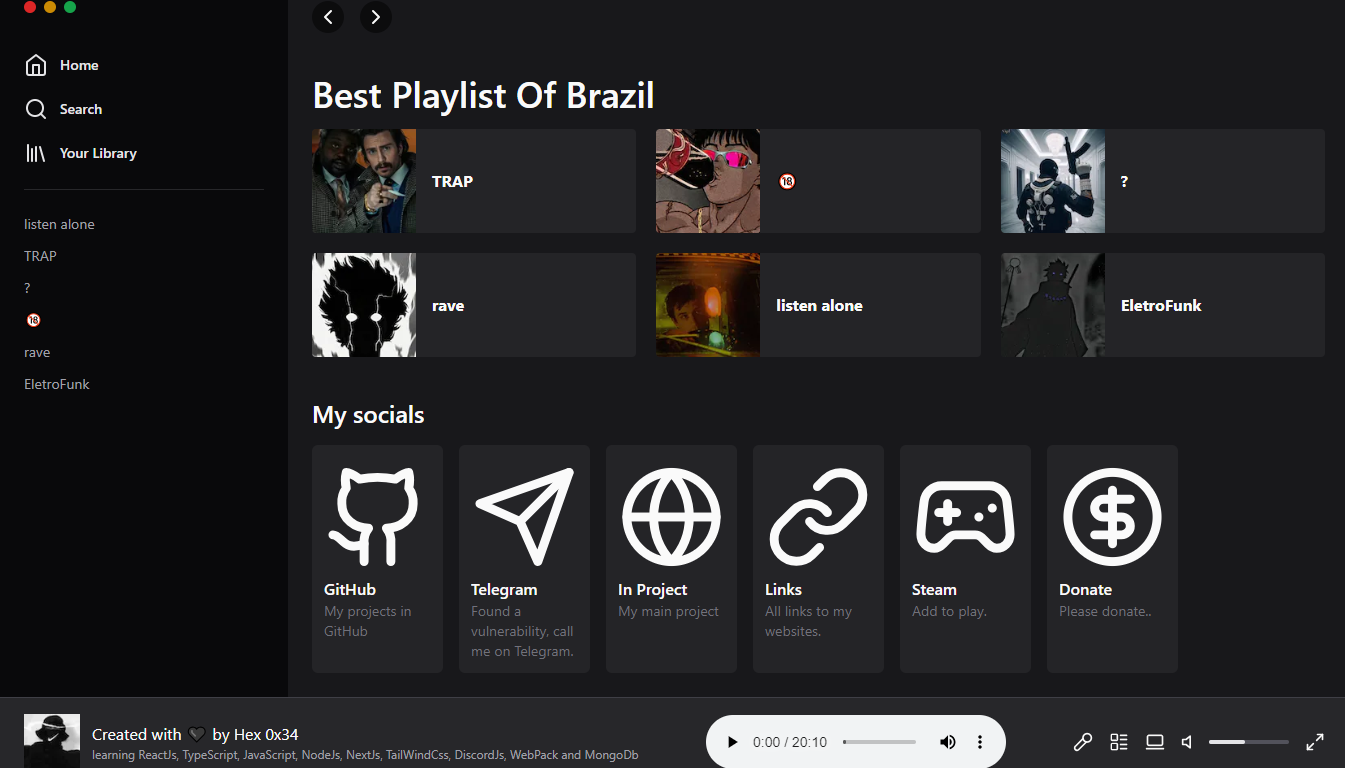 Home
Search
Your Library
listen alone
TRAP
?
🔞
rave
EletroFunk
Best Playlist Of Brazil
TRAP
🔞
?
rave
listen alone
EletroFunk
My socials
GitHub
My projects in
GitHub
Telegram
Found a
vulnerability, call
me on Telegram.
In Project
My main project
Links
All links to my
websites.
Steam
Add to play.
Donate
Please donate..
Created with 🖤 by Hex 0x34
learning ReactJs, TypeScript, JavaScript, NodeJs, NextJs, TailWindCss, DiscordJs, WebPack and MongoDb
0:00 / 20:10